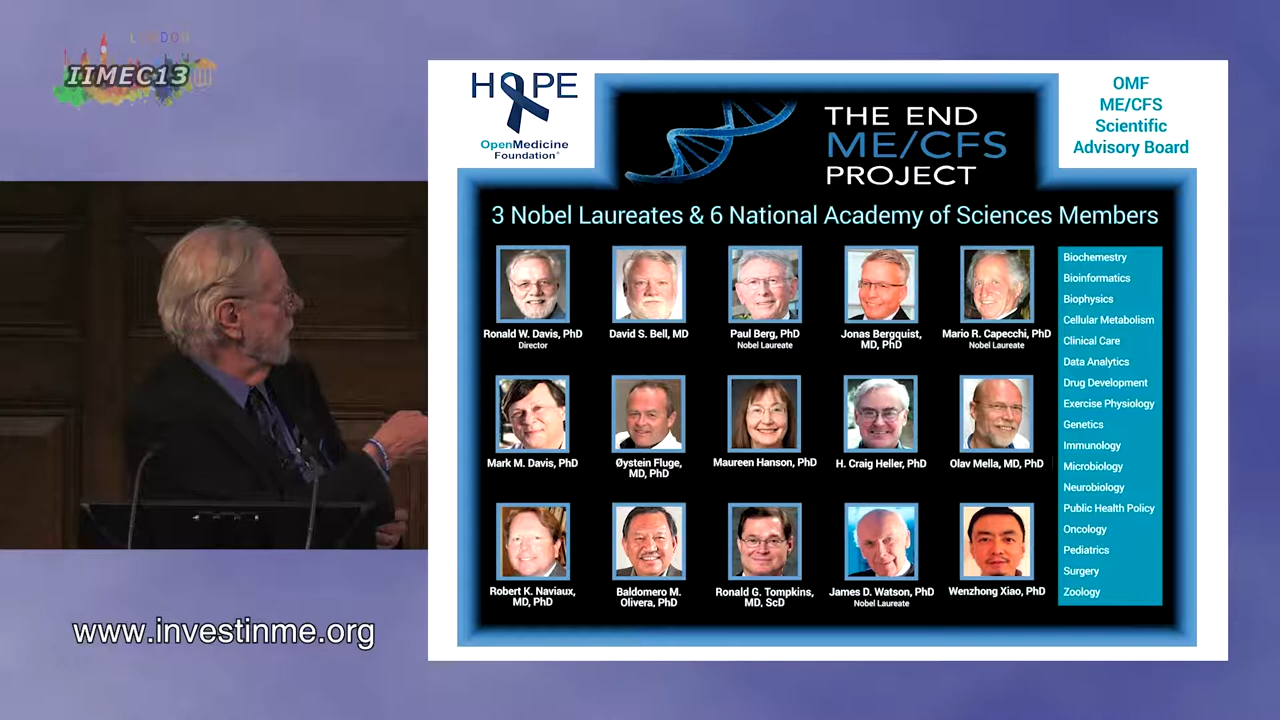 LONDON
IIMEC13
HOPE
OpenMedicine
Foundation®
THE END
ME/CFS
PROJECT
OMF
ME/CFS
Scientific
Advisory Board
3 Nobel Laureates & 6 National Academy of Sciences Members
Ronald W. Davis, PhD
Director
David S. Bell, MD
Paul Berg, PhD
Nobel Laureate
Jonas Bergquist,
MD, PhD
Mario R. Capecchi, PhD
Nobel Laureate
Mark M. Davis, PhD
Øystein Fluge,
MD, PhD
Maureen Hanson, PhD
H. Craig Heller, PhD
Olav Mella, MD, PhD
Robert K. Naviaux,
MD, PhD
Baldomero M.
Olivera, PhD
Ronald G. Tompkins,
MD, ScD
James D. Watson, PhD
Nobel Laureate
Wenzhong Xiao, PhD
Biochemestry
Bioinformatics
Biophysics
Cellular Metabolism
Clinical Care
Data Analytics
Drug Development
Exercise Physiology
Genetics
Immunology
Microbiology
Neurobiology
Public Health Policy
Oncology
Pediatrics
Surgery
Zoology
www.investinme.org